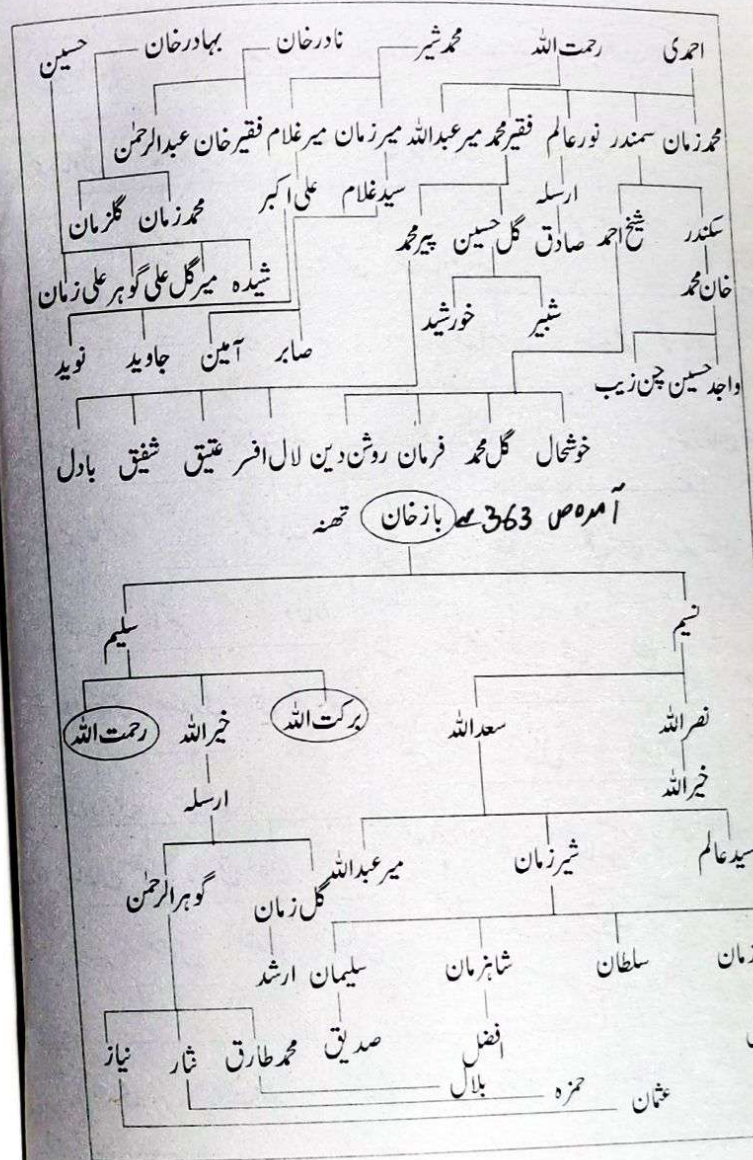 احمدی رحمت اللہ محمد شیر نادر خان بہادر خان حسین
محمد زمان سمندر نور عالم فقیر محمد میر عبداللہ میر زمان میر غلام فقیر خان عبدالرحمٰن
ارسلہ سید غلام علی اکبر محمد زمان گلزمان
سکندر شیخ احمد صادق گل حسین پیر محمد
خان محمد شیدہ میر گل علی گوہر علی زمان
شبیر خورشید
صابر آمین جاوید نوید
واجد حسین چن زیب
خوشحال گل محمد فرمان روشن دین لال افسر عتیق شفیق بادل
آمدہ ص 363 سے باز خان تھنہ
نسیم سلیم
نصر اللہ سعد اللہ برکت اللہ خیر اللہ رحمت اللہ
خیر اللہ ارسلہ
سید عالم شیر زمان میر عبداللہ گل زمان گوہر الرحمٰن
زمان سلطان شاہزمان سلیمان ارشد
افضل صدیق محمد طارق نثار نیاز
بلال
حمزہ
عثمان